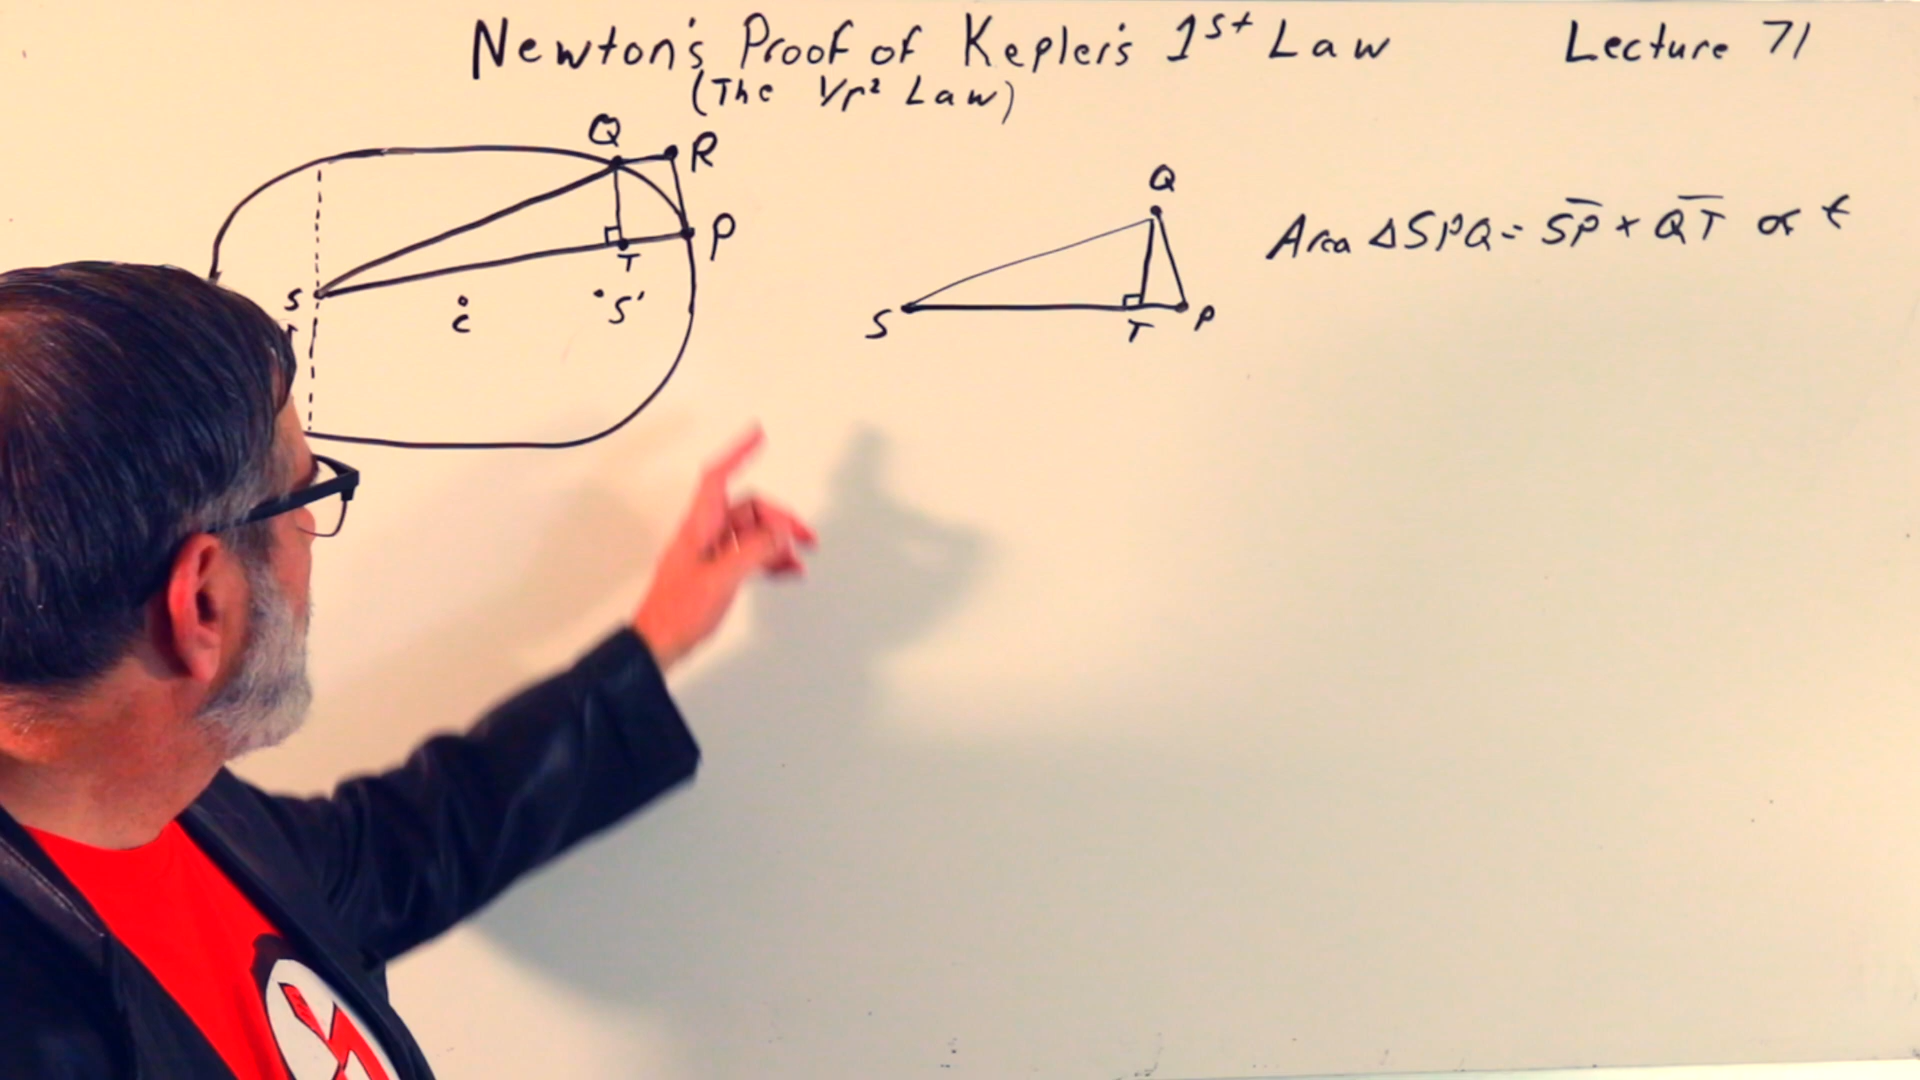 Newton's Proof of Kepler's 1st Law
Lecture 71
(The 1/r² Law)
Q
R
P
T
S
c
S'
Q
S
T
P
Area ΔSPQ = SP × QT ∝ t